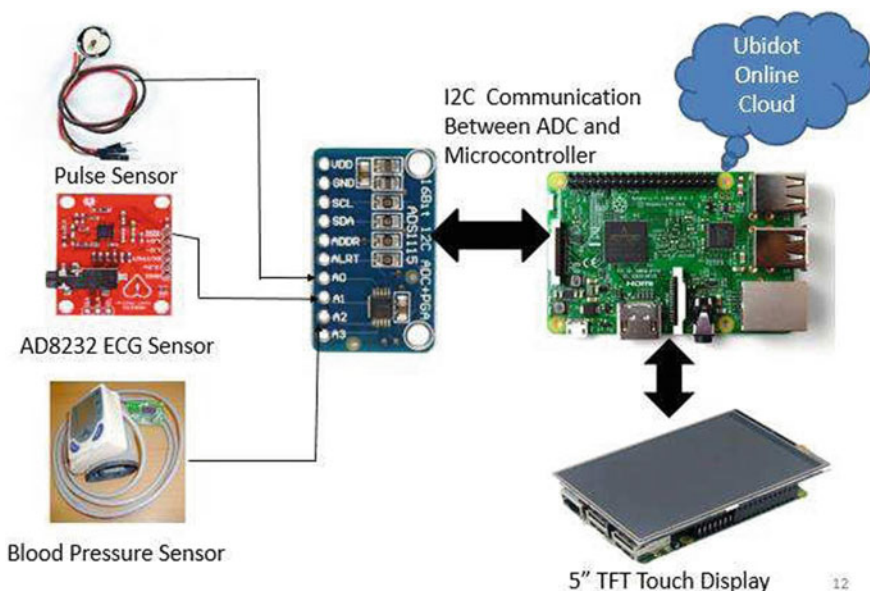 Ubidot
Online
Cloud
I2C Communication
Between ADC and
Microcontroller
Pulse Sensor
VDD
GND
SCL
SDA
ADDR
ALRT
A0
A1
A2
A3
16Bit I2C ADC+PGA
ADS1115
HDMI
AD8232 ECG Sensor
Blood Pressure Sensor
5” TFT Touch Display
12